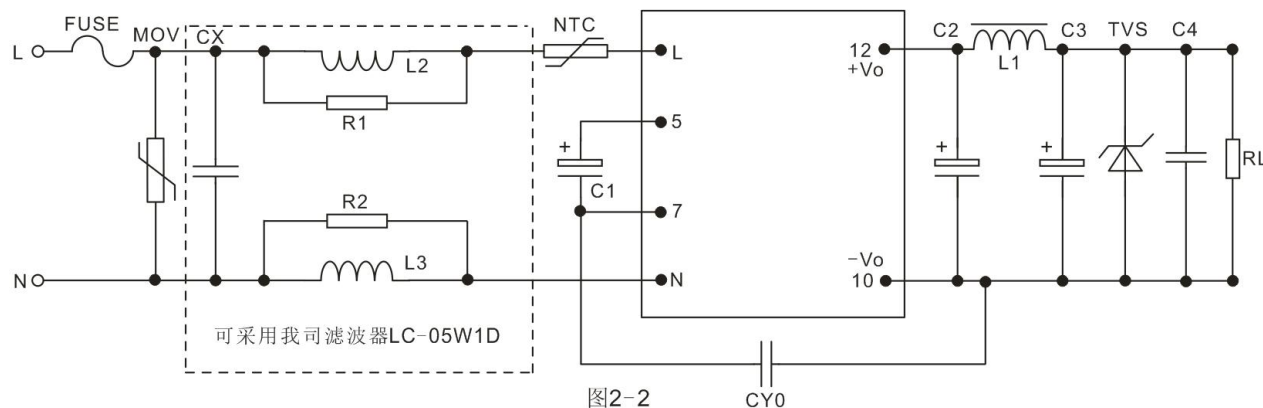 FUSE
MOV
CX
L2
NTC
L
L
R1
5
+
C1
7
R2
L3
N
N
12
+Vo
C2
L1
C3
TVS
C4
+
+
RL
-Vo
10
可采用我司滤波器LC-05W1D
CY0
图2-2